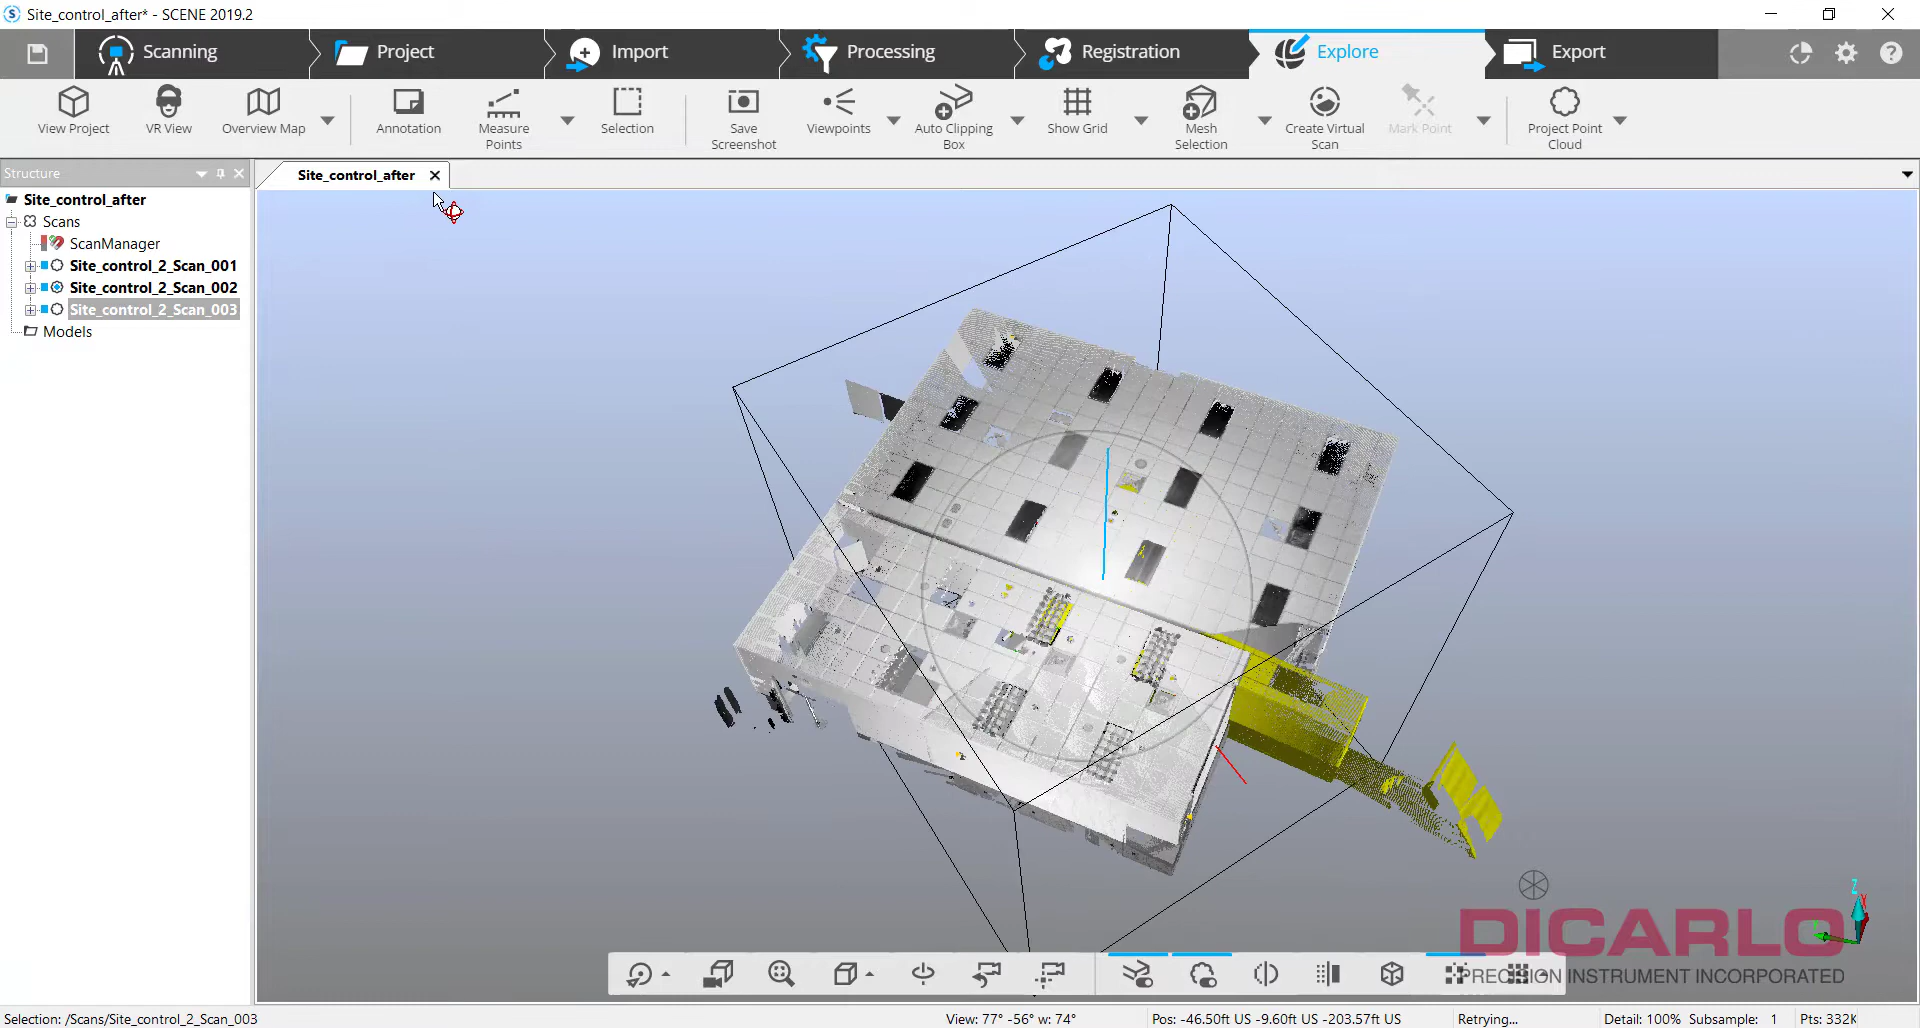 Site_control_after* - SCENE 2019.2
Scanning
Project
Import
Processing
Registration
Explore
Export
View Project
VR View
Overview Map
Annotation
Measure Points
Selection
Save Screenshot
Viewpoints
Auto Clipping Box
Show Grid
Mesh Selection
Create Virtual Scan
Mark Point
Project Point Cloud
Structure
Site_control_after
Site_control_after
Scans
ScanManager
Site_control_2_Scan_001
Site_control_2_Scan_002
Site_control_2_Scan_003
Models
Z
DICARLO
PRECISION INSTRUMENT INCORPORATED
Selection: /Scans/Site_control_2_Scan_003
View: 77° -56° w: 74°
Pos: -46.50ft US -9.60ft US -203.57ft US
Retrying...
Detail: 100%
Subsample: 1
Pts: 332K